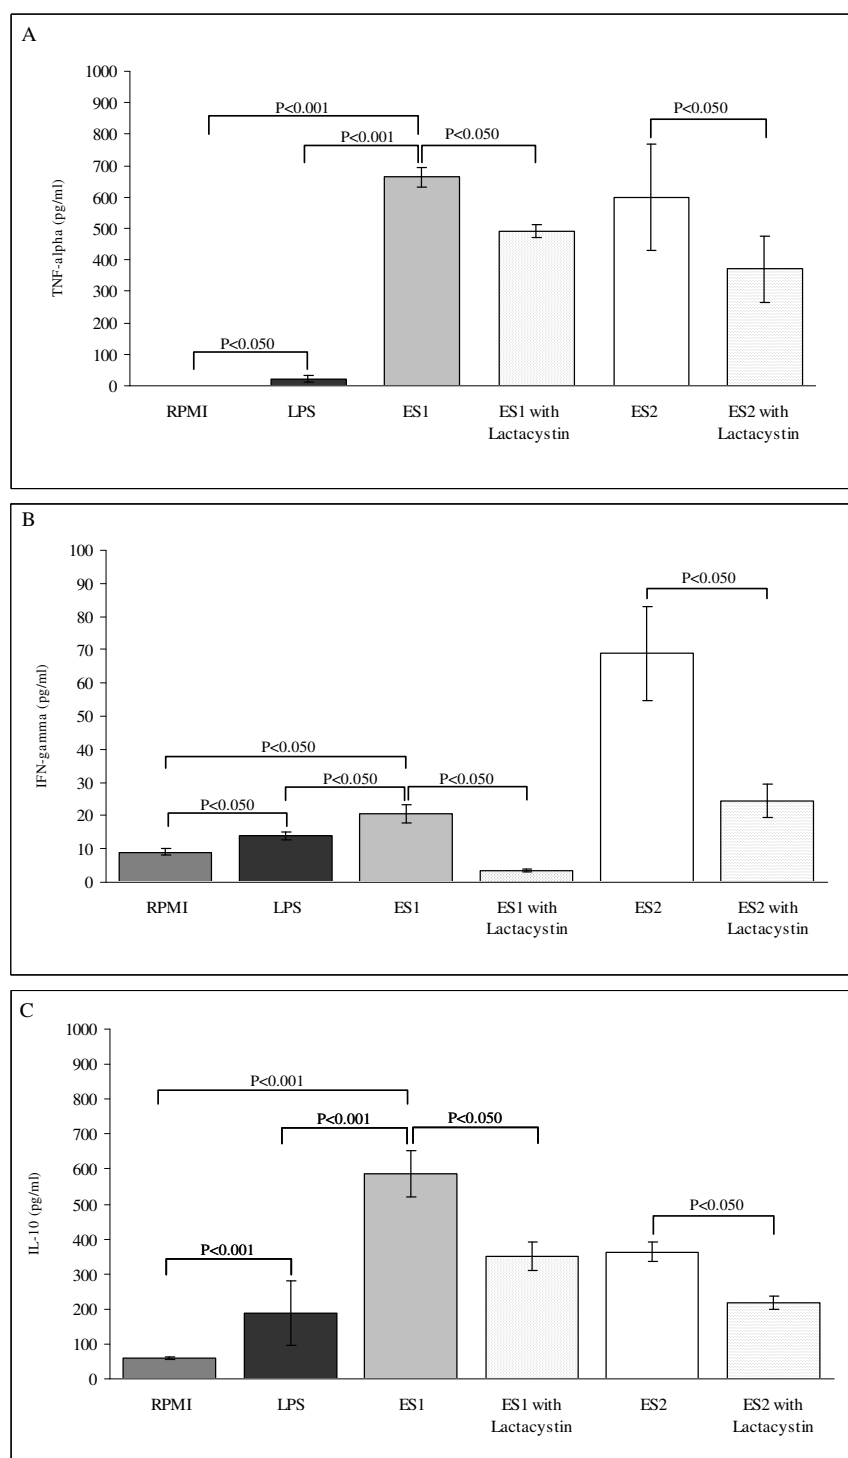 A
1000
900
800
700
600
500
400
300
200
100
0
TNF-alpha (pg/ml)
P<0.001
P<0.001
P<0.050
P<0.050
P<0.050
RPMI
LPS
ES1
ES1 with
Lactacystin
ES2
ES2 with
Lactacystin
B
100
90
80
70
60
50
40
30
20
10
0
IFN-gamma (pg/ml)
P<0.050
P<0.050
P<0.050
P<0.050
P<0.050
RPMI
LPS
ES1
ES1 with
Lactacystin
ES2
ES2 with
Lactacystin
C
1000
900
800
700
600
500
400
300
200
100
0
IL-10 (pg/ml)
P<0.001
P<0.001
P<0.050
P<0.050
P<0.001
RPMI
LPS
ES1
ES1 with
Lactacystin
ES2
ES2 with
Lactacystin